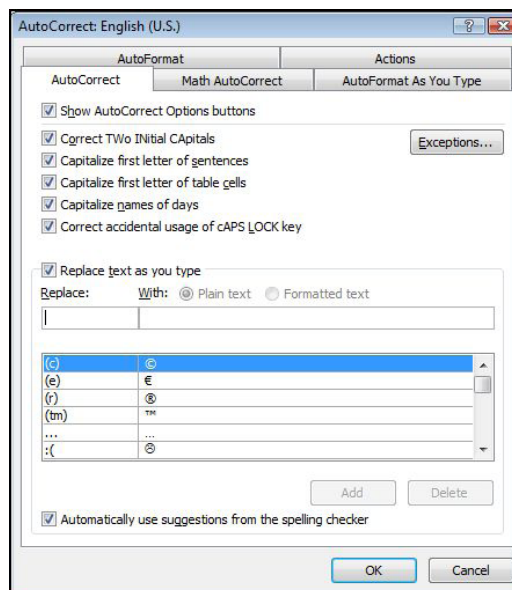 AutoCorrect: English (U.S.)
AutoFormat Actions
AutoCorrect Math AutoCorrect AutoFormat As You Type
Show AutoCorrect Options buttons
Correct TWo INitial CApitals Exceptions...
Capitalize first letter of sentences
Capitalize first letter of table cells
Capitalize names of days
Correct accidental usage of cAPS LOCK key
Replace text as you type
Replace: With: Plain text Formatted text
(c) ©
(e) €
(r) ®
(tm) ™
... …
:( ☹
Add Delete
Automatically use suggestions from the spelling checker
OK Cancel